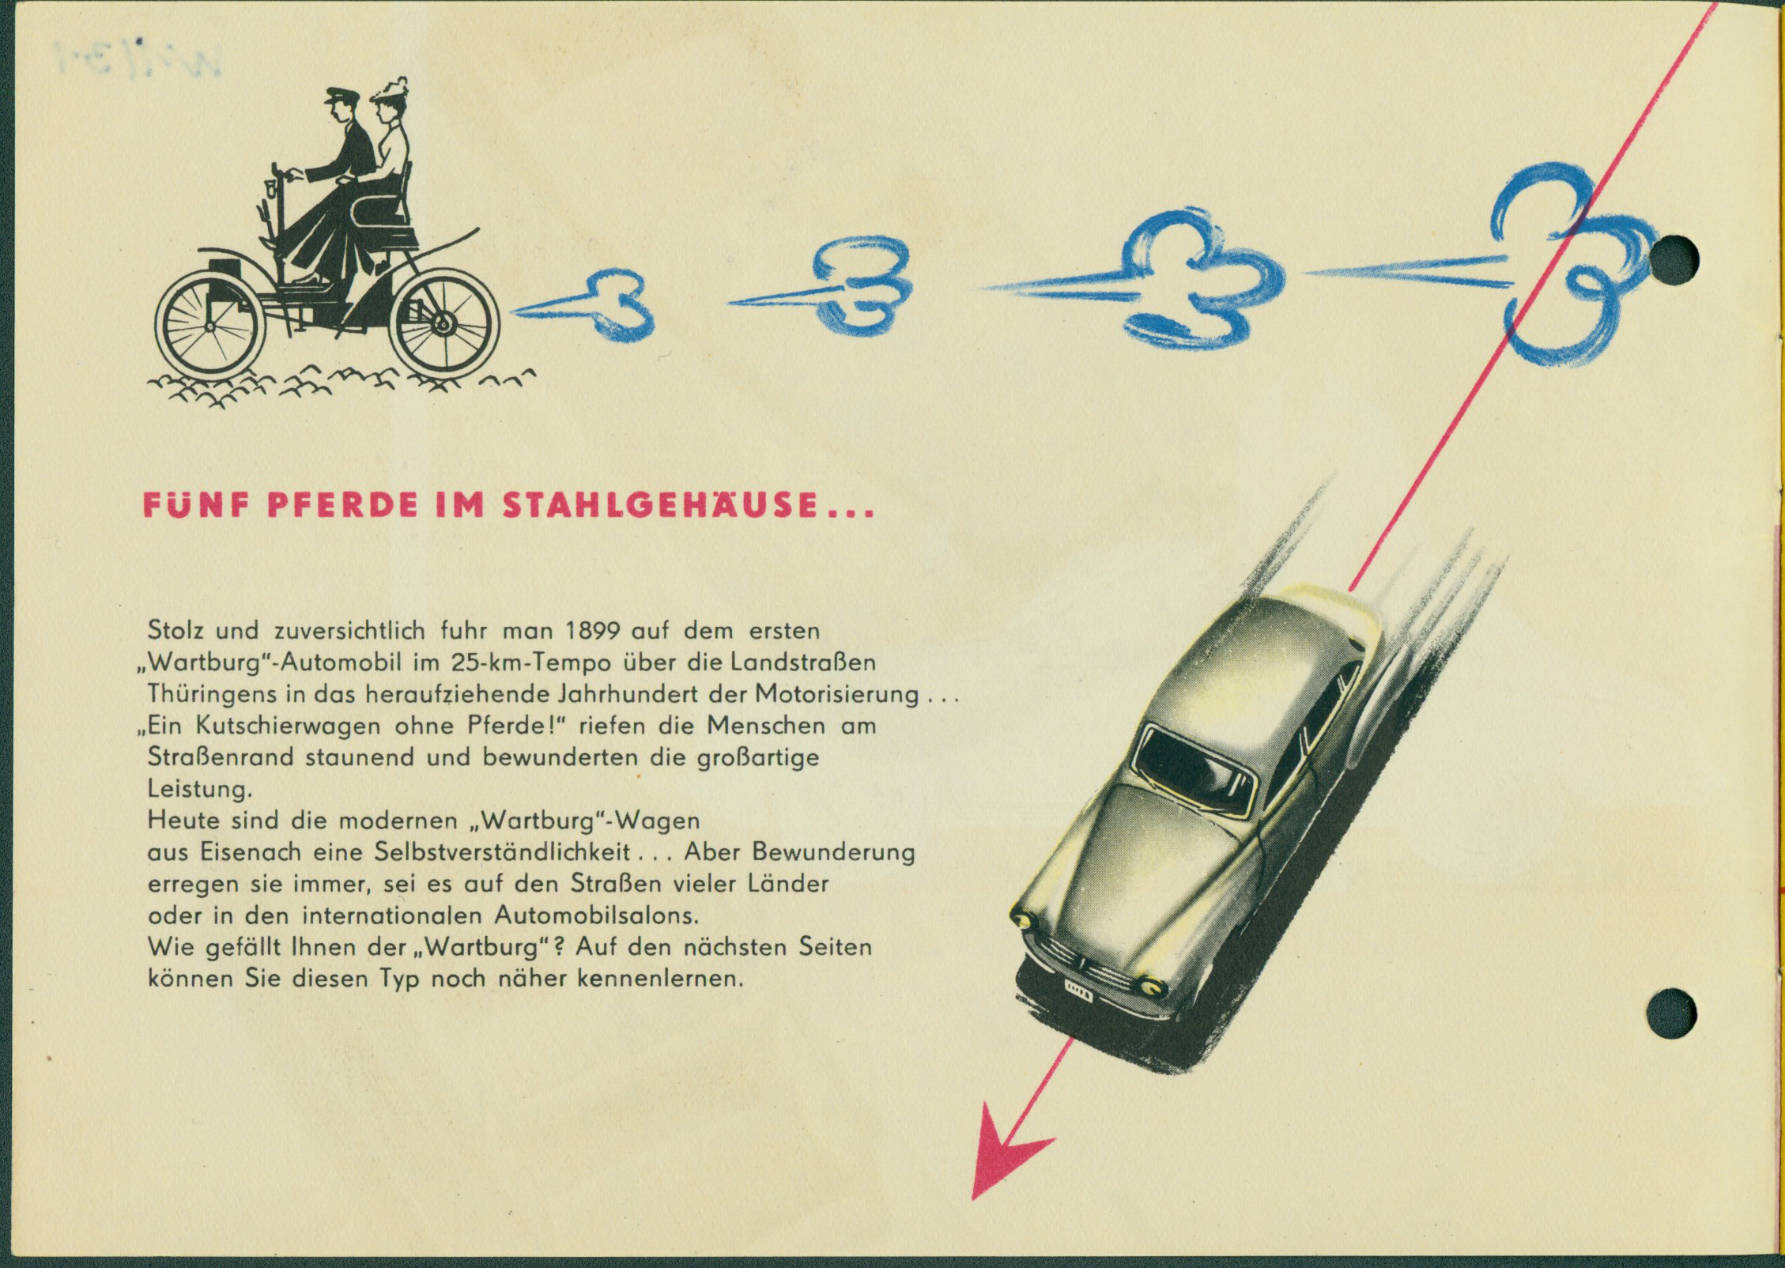 FÜNF PFERDE IM STAHLGEHÄUSE...
Stolz und zuversichtlich fuhr man 1899 auf dem ersten
„Wartburg“-Automobil im 25-km-Tempo über die Landstraßen
Thüringens in das heraufziehende Jahrhundert der Motorisierung...
„Ein Kutschierwagen ohne Pferde!“ riefen die Menschen am
Straßenrand staunend und bewunderten die großartige
Leistung.
Heute sind die modernen „Wartburg“-Wagen
aus Eisenach eine Selbstverständlichkeit... Aber Bewunderung
erregen sie immer, sei es auf den Straßen vieler Länder
oder in den internationalen Automobilsalons.
Wie gefällt Ihnen der „Wartburg“? Auf den nächsten Seiten
können Sie diesen Typ noch näher kennenlernen.